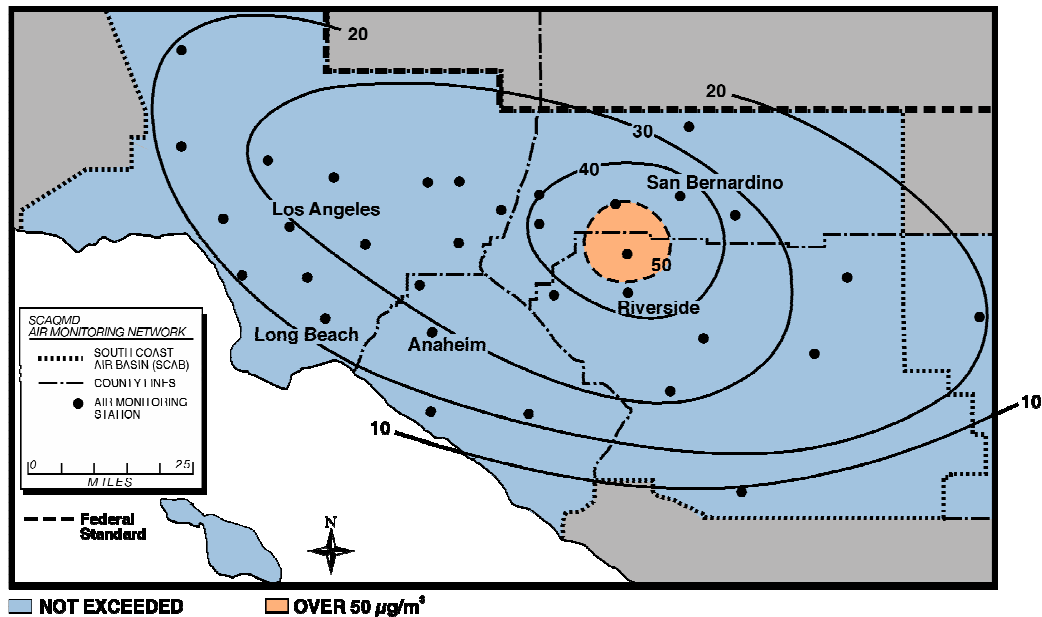 20
20
30
40
San Bernardino
Los Angeles
50
Riverside
Long Beach
Anaheim
SCAQMD
AIR MONITORING NETWORK
SOUTH COAST
AIR BASIN (SCAB)
COUNTY LINES
AIR MONITORING
STATION
0 25
MILES
10
10
Federal
Standard
N
NOT EXCEEDED
OVER 50 µg/m³